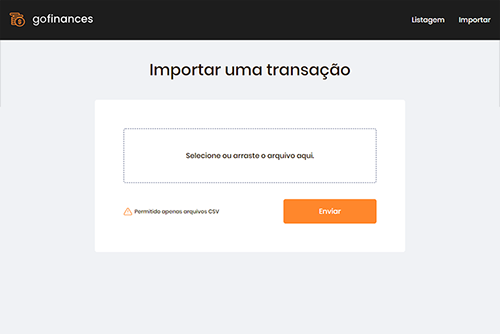 gofinances
Listagem
Importar
Importar uma transação
Selecione ou arraste o arquivo aqui.
Permitido apenas arquivos CSV
Enviar